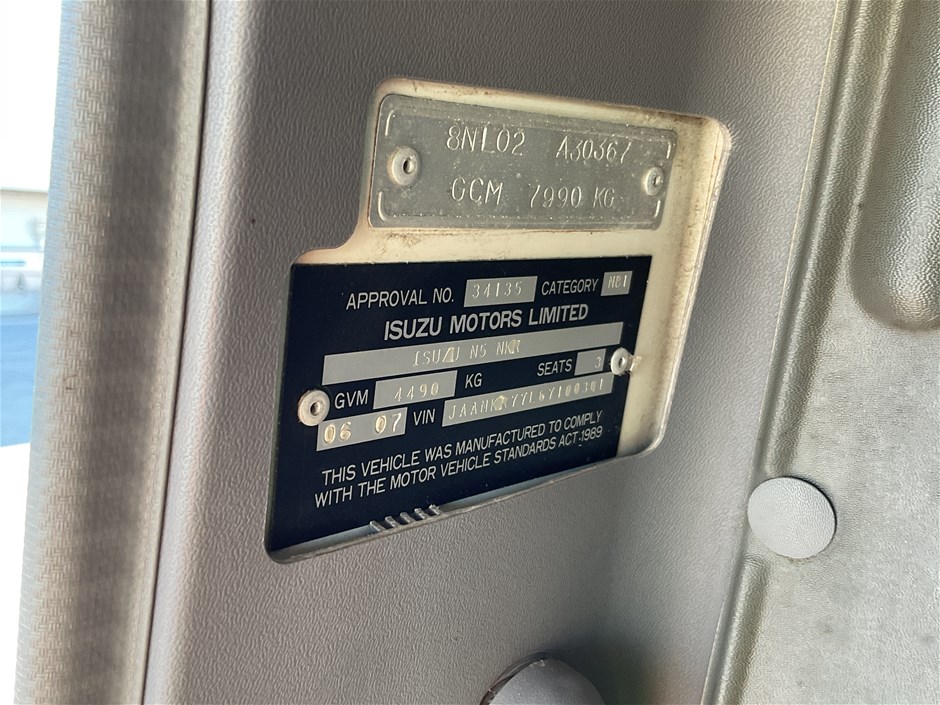 8NL02 A30367
GCM 7990 KG
APPROVAL NO. 34135 CATEGORY NB1
ISUZU MOTORS LIMITED
ISUZU N5 NKR
GVM 4490 KG SEATS 3
06 07 VIN
THIS VEHICLE WAS MANUFACTURED TO COMPLY
WITH THE MOTOR VEHICLE STANDARDS ACT 1989